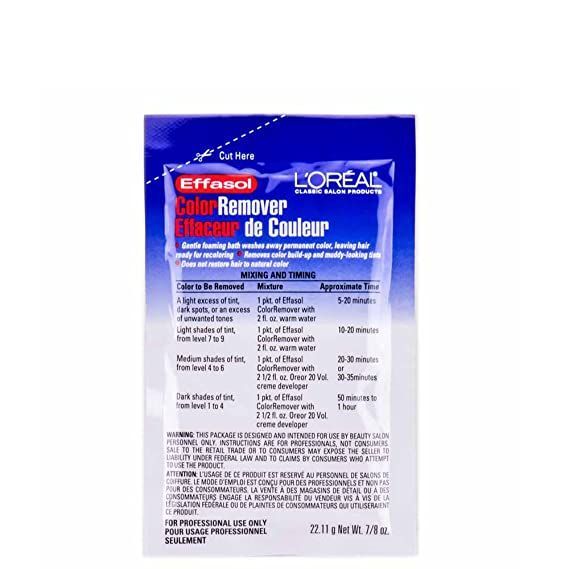 Cut Here
Effasol
L'ORÉAL
CLASSIC SALON PRODUCTS
ColorRemover
Effaceur de Couleur
• Gentle foaming bath washes away permanent color, leaving hair
ready for recoloring • Removes color build-up and muddy-looking tints
• Does not restore hair to natural color
MIXING AND TIMING
Color to Be Removed Mixture Approximate Time
A light excess of tint, 1 pkt. of Effasol 5-20 minutes
dark spots, or an excess ColorRemover with
of unwanted tones 2 fl. oz. warm water
Light shades of tint, 1 pkt. of Effasol 10-20 minutes
from level 7 to 9 ColorRemover with
2 fl. oz. warm water
Medium shades of tint, 1 pkt. of Effasol 20-30 minutes
from level 4 to 6 ColorRemover with or
2 1/2 fl. oz. Oreor 20 Vol. 30-35minutes
creme developer
Dark shades of tint, 1 pkt. of Effasol 50 minutes to
from level 1 to 4 ColorRemover with 1 hour
2 1/2 fl. oz. Oreor 20 Vol.
creme developer
WARNING: THIS PACKAGE IS DESIGNED AND INTENDED FOR USE BY BEAUTY SALON
PERSONNEL ONLY. INSTRUCTIONS ARE FOR PROFESSIONALS, NOT CONSUMERS.
SALE TO THE RETAIL TRADE OR TO CONSUMERS MAY EXPOSE THE SELLER TO
LIABILITY UNDER FEDERAL LAW AND TO CLAIMS BY CONSUMERS WHO ATTEMPT
TO USE THE PRODUCT.
ATTENTION: L'USAGE DE CE PRODUIT EST RESERVÉ AU PERSONNEL DE SALONS DE
COIFFURE. LE MODE D'EMPLOI EST CONÇU POUR DES PROFESSIONNELS ET NON PAS
POUR DES CONSOMMATEURS. LA VENTE À DES MAGASINS DE DÉTAIL OU À DES
CONSOMMATEURS ENGAGE LA RESPONSABILITÉ DU VENDEUR VIS À VIS DE LA
LÉGISLATION FÉDÉRALE OU DE PLAINTES DE CONSOMMATEURS QUI UTILISERAIENT
CE PRODUIT.
FOR PROFESSIONAL USE ONLY
POUR USAGE PROFESSIONNEL
SEULEMENT
22.11 g Net Wt. 7/8 oz.